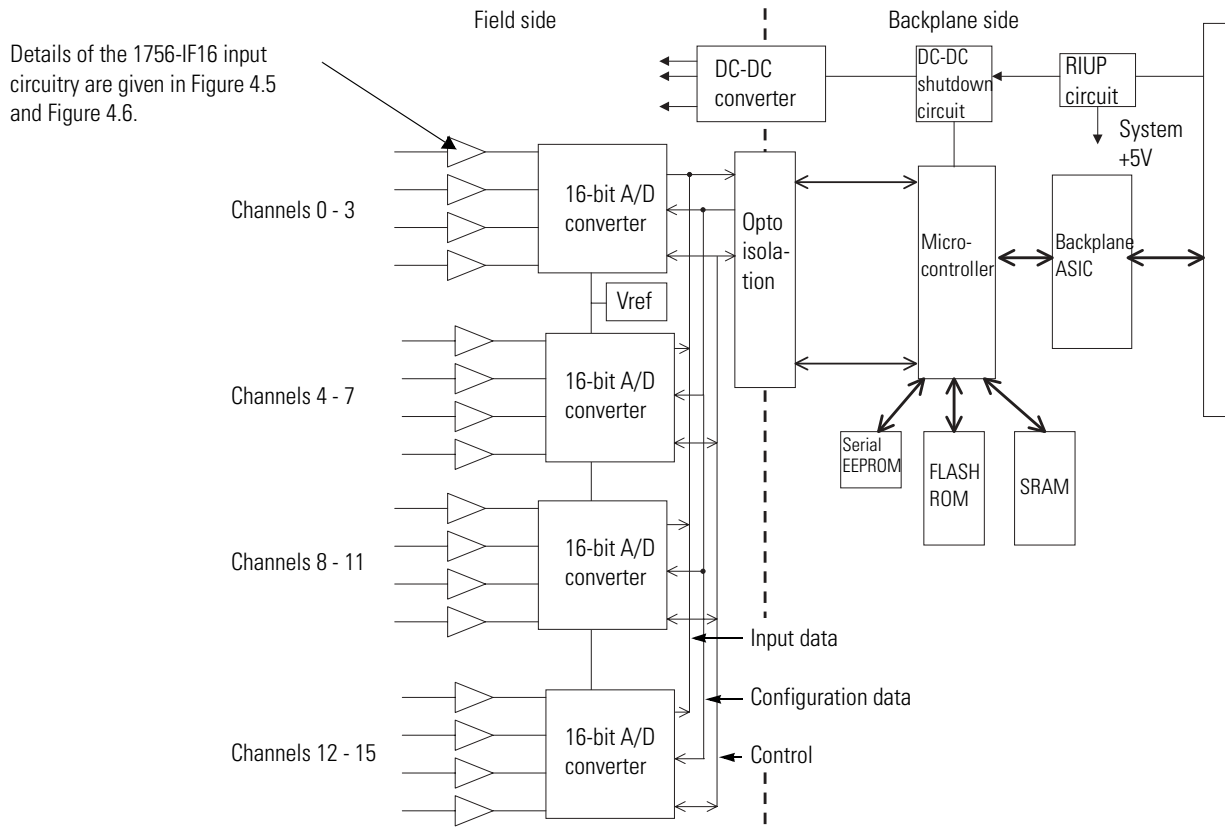 Field side
Backplane side
Details of the 1756-IF16 input
circuitry are given in Figure 4.5
and Figure 4.6.
DC-DC
converter
DC-DC
shutdown
circuit
RIUP
circuit
System
+5V
Channels 0 - 3
16-bit A/D
converter
Opto
isola-
tion
Micro-
controller
Backplane
ASIC
Vref
Channels 4 - 7
16-bit A/D
converter
Serial
EEPROM
FLASH
ROM
SRAM
Channels 8 - 11
16-bit A/D
converter
Input data
Configuration data
Channels 12 - 15
16-bit A/D
converter
Control